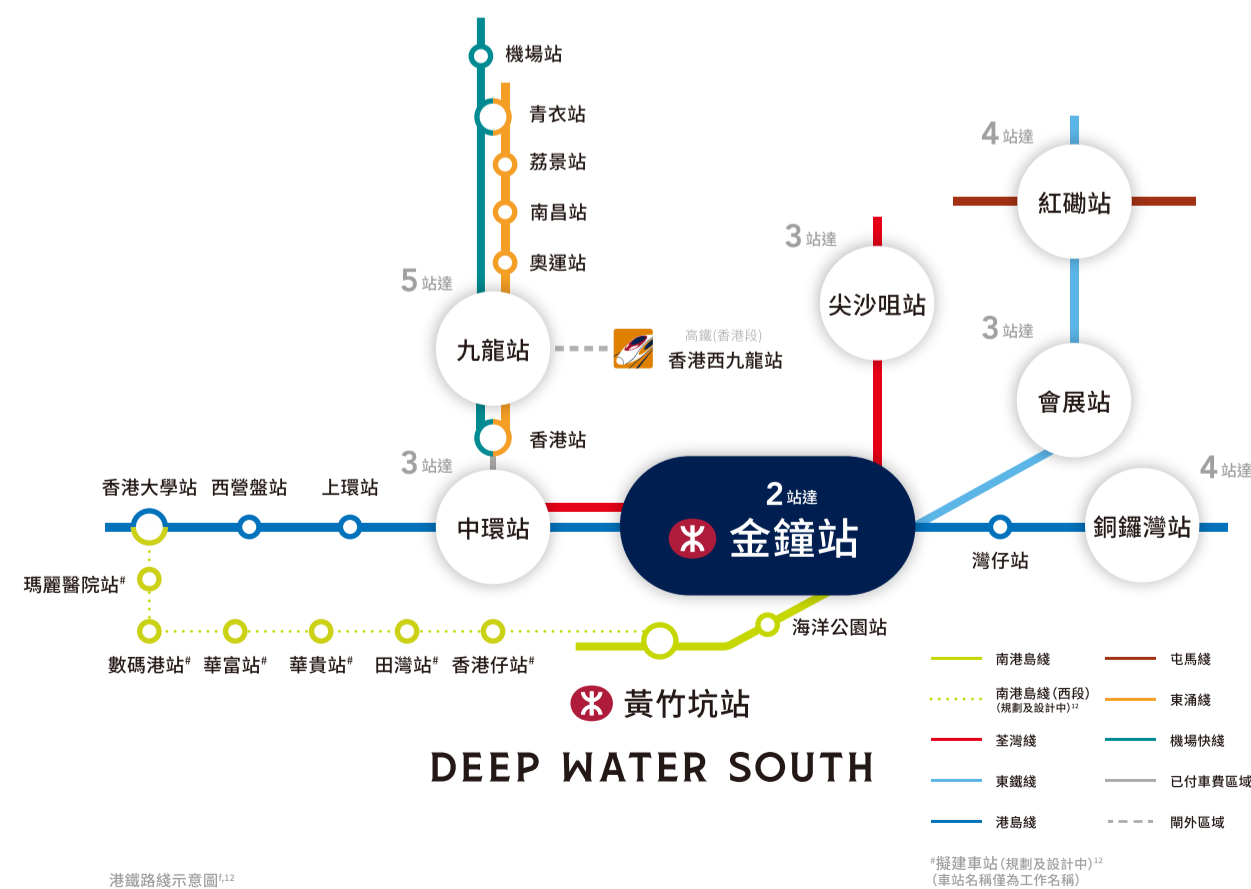 機場站
青衣站
荔景站
南昌站
奧運站
5 站達
九龍站
高鐵(香港段)
香港西九龍站
香港站
3 站達
中環站
4 站達
紅磡站
3 站達
尖沙咀站
3 站達
會展站
4 站達
銅鑼灣站
灣仔站
2 站達
金鐘站
香港大學站
西營盤站
上環站
瑪麗醫院站#
數碼港站#
華富站#
華貴站#
田灣站#
香港仔站#
海洋公園站
黃竹坑站
DEEP WATER SOUTH
南港島綫
南港島綫(西段)
(規劃及設計中)12
荃灣綫
東鐵綫
港島綫
屯馬綫
東涌綫
機場快綫
已付車費區域
閘外區域
#擬建車站(規劃及設計中)12
(車站名稱僅為工作名稱)
港鐵路綫示意圖f,12